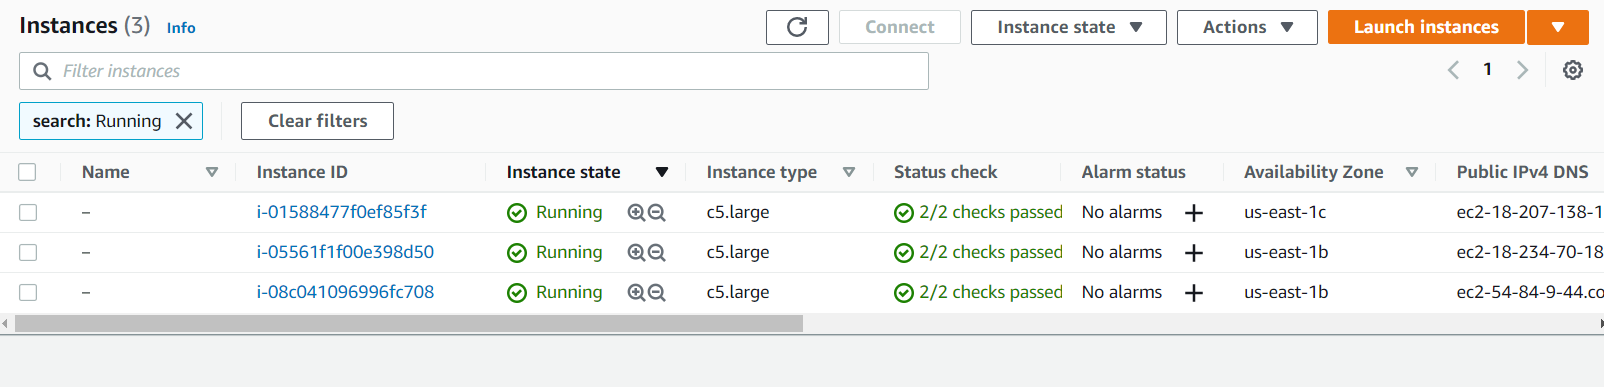 Instances (3) Info
Connect Instance state Actions Launch instances
Filter instances
1
search: Running Clear filters
Name Instance ID Instance state Instance type Status check Alarm status Availability Zone Public IPv4 DNS
– i-01588477f0ef85f3f Running c5.large 2/2 checks passed No alarms us-east-1c ec2-18-207-138-1
– i-05561f1f00e398d50 Running c5.large 2/2 checks passed No alarms us-east-1b ec2-18-234-70-18
– i-08c041096996fc708 Running c5.large 2/2 checks passed No alarms us-east-1b ec2-54-84-9-44.co